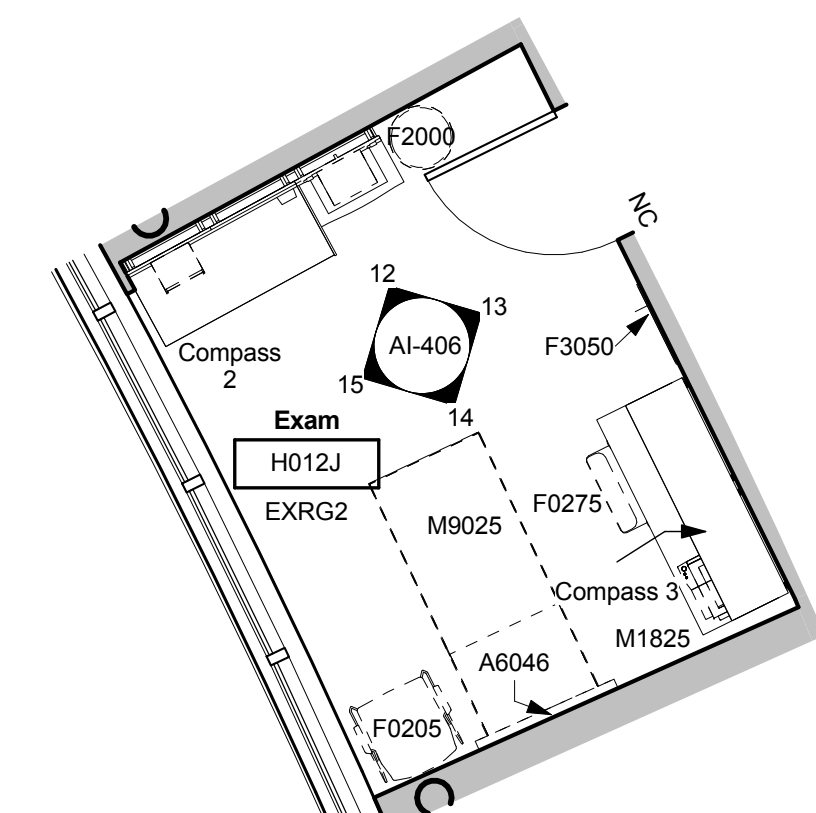 F2000
NC
12
13
AI-406
15
14
F3050
Compass
2
Exam
H012J
EXRG2
M9025
F0275
Compass 3
M1825
A6046
F0205